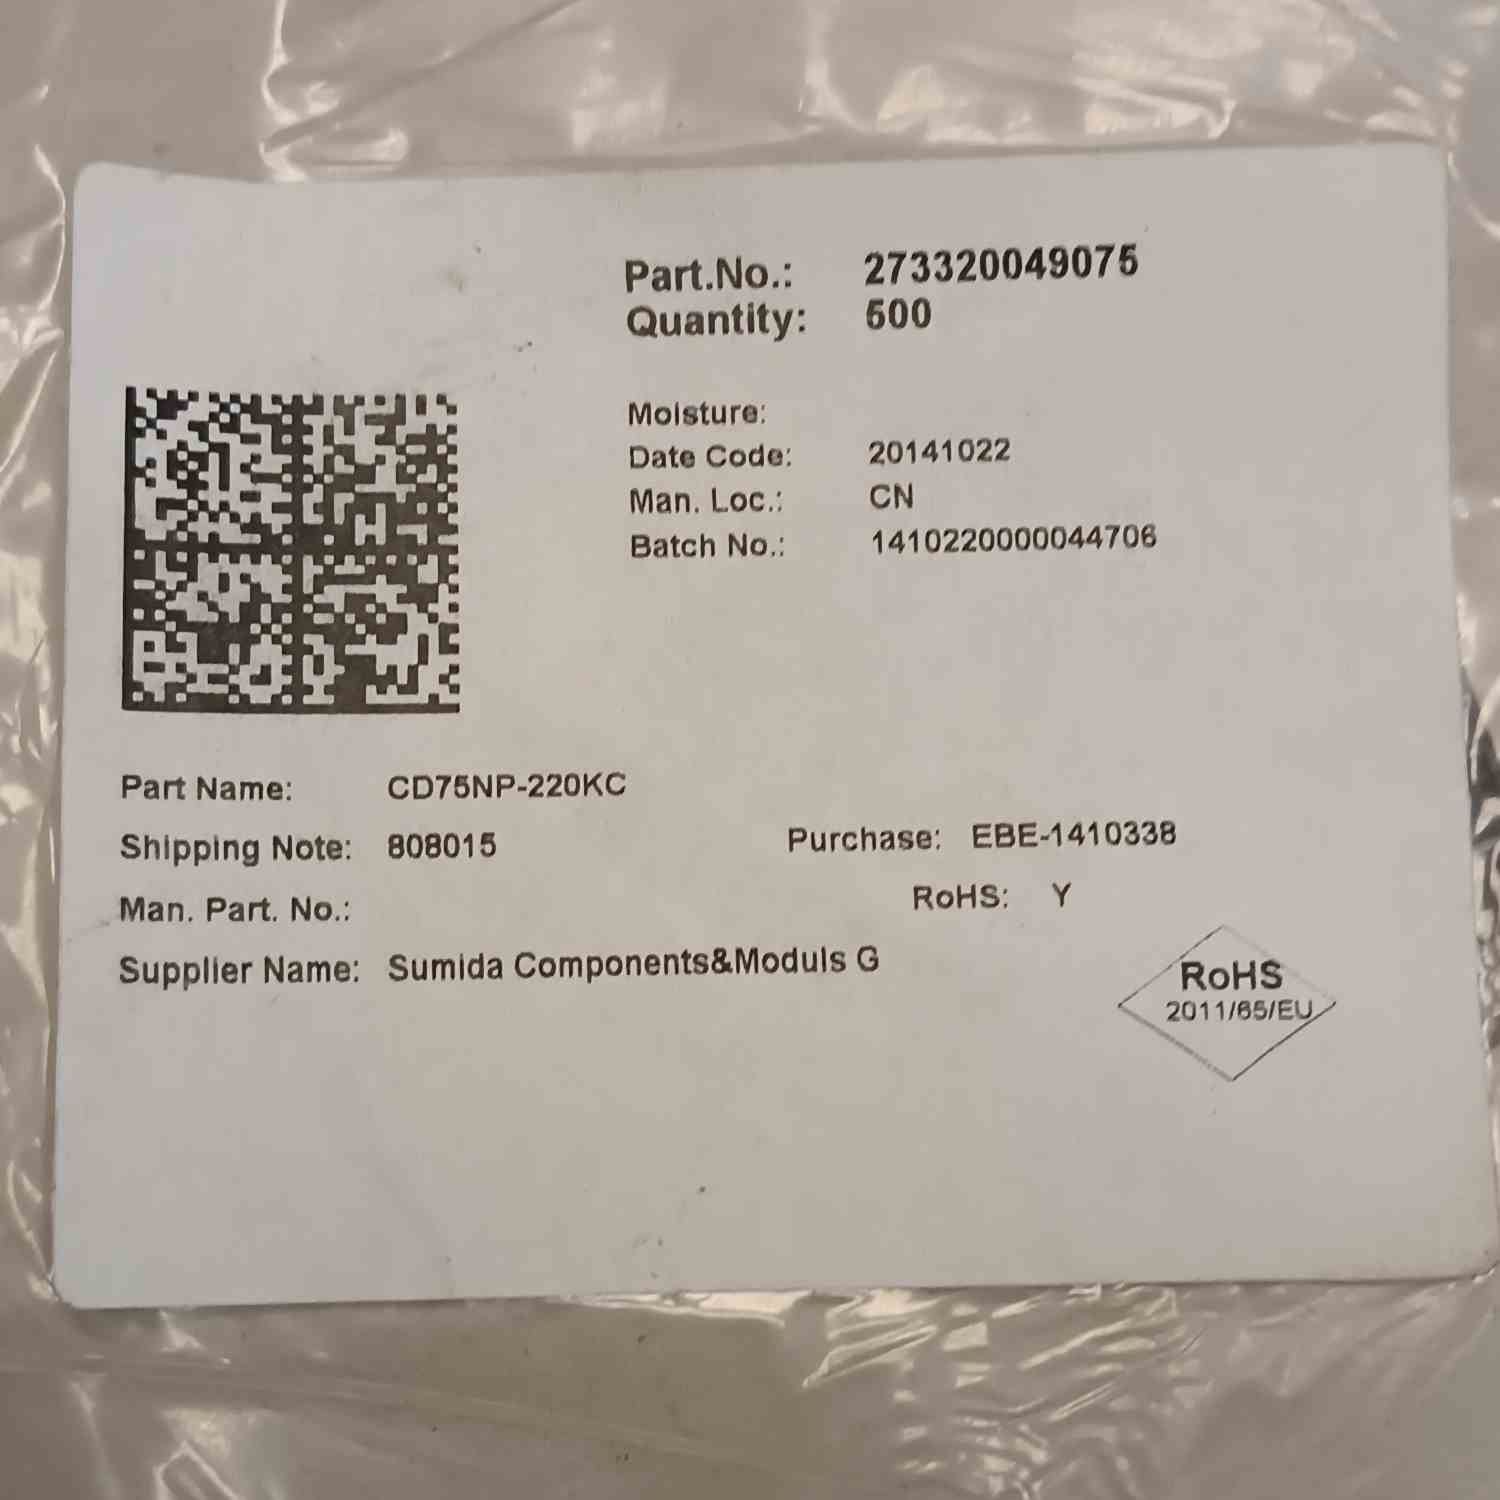 Part.No.: 273320049075
Quantity: 500
Moisture:
Date Code: 20141022
Man. Loc.: CN
Batch No.: 1410220000044706
Part Name: CD75NP-220KC
Shipping Note: 808015 Purchase: EBE-1410338
Man. Part. No.: RoHS: Y
Supplier Name: Sumida Components&Moduls G
RoHS
2011/65/EU